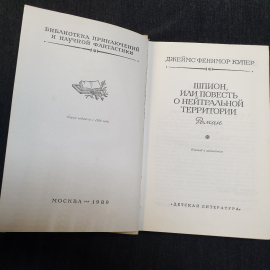 БИБЛИОТЕКА ПРИКЛЮЧЕНИЙ
И НАУЧНОЙ ФАНТАСТИКИ
МОСКВА — 1989
ДЖЕЙМС ФЕНИМОР КУПЕР
ШПИОН,
ИЛИ ПОВЕСТЬ
О НЕЙТРАЛЬНОЙ
ТЕРРИТОРИИ
Роман
«ДЕТСКАЯ ЛИТЕРАТУРА»